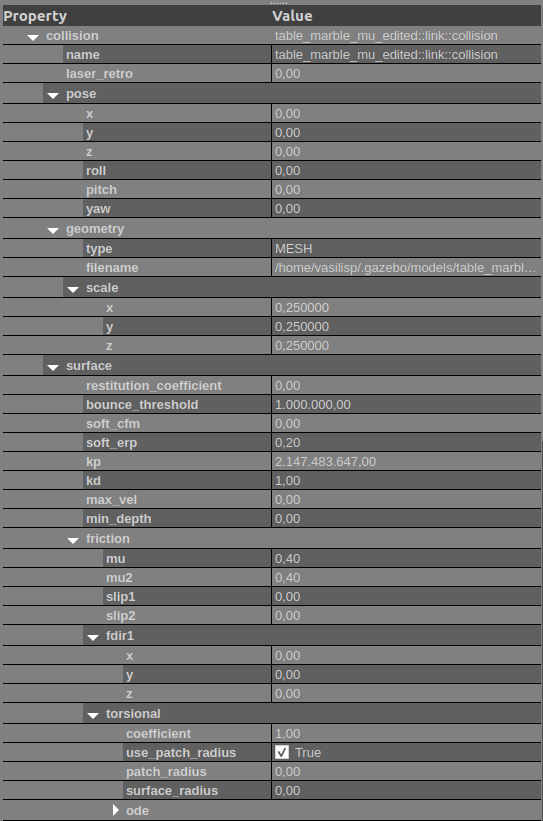 Property Value
collision table_marble_mu_edited::link::collision
name table_marble_mu_edited::link::collision
laser_retro 0,00
pose
x 0,00
y 0,00
z 0,00
roll 0,00
pitch 0,00
yaw 0,00
geometry
type MESH
filename /home/vasilisp/.gazebo/models/table_marbl...
scale
x 0,250000
y 0,250000
z 0,250000
surface
restitution_coefficient 0,00
bounce_threshold 1.000.000,00
soft_cfm 0,00
soft_erp 0,20
kp 2.147.483.647,00
kd 1,00
max_vel 0,00
min_depth 0,00
friction
mu 0,40
mu2 0,40
slip1 0,00
slip2 0,00
fdir1
x 0,00
y 0,00
z 0,00
torsional
coefficient 1,00
use_patch_radius True
patch_radius 0,00
surface_radius 0,00
ode